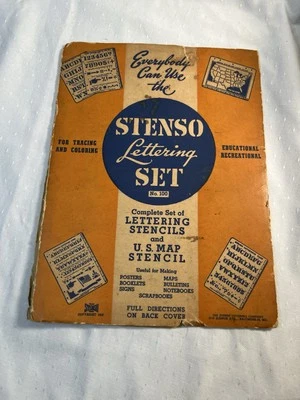 Everybody
Can Use
the
STENSO
Lettering
SET
No. 100
FOR TRACING
AND COLORING
EDUCATIONAL
RECREATIONAL
Complete Set of
LETTERING
STENCILS
and
U.S. MAP
STENCIL
Useful for Making
POSTERS
BOOKLETS
SIGNS
MAPS
BULLETINS
NOTEBOOKS
SCRAPBOOKS
FULL DIRECTIONS
ON BACK COVER